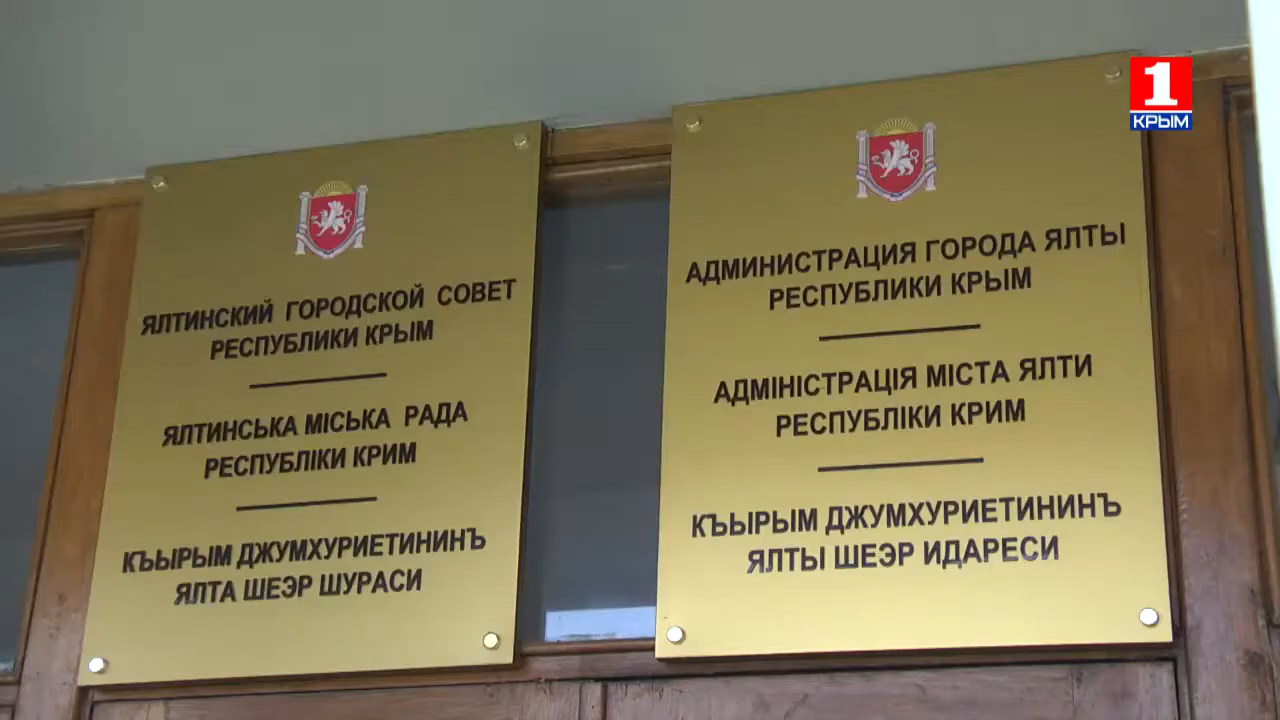 ЯЛТИНСКИЙ ГОРОДСКОЙ СОВЕТ
РЕСПУБЛИКИ КРЫМ
ЯЛТИНСЬКА МІСЬКА РАДА
РЕСПУБЛІКИ КРИМ
КЪЫРЫМ ДЖУМХУРИЕТИНИНЪ
ЯЛТА ШЕЭР ШУРАСИ
АДМИНИСТРАЦИЯ ГОРОДА ЯЛТЫ
РЕСПУБЛИКИ КРЫМ
АДМІНІСТРАЦІЯ МІСТА ЯЛТИ
РЕСПУБЛІКИ КРИМ
КЪЫРЫМ ДЖУМХУРИЕТИНИНЪ
ЯЛТЫ ШЕЭР ИДАРЕСИ
1
КРЫМ